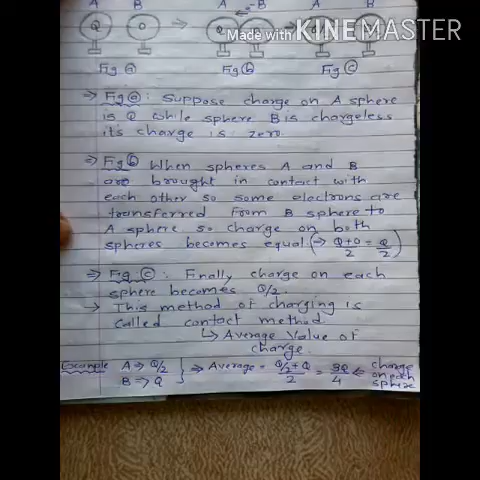 A B A ← -B A B
Q O Q
Made with KINEMASTER
Fig ⓐ Fig ⓑ Fig ⓒ
⇒ Fig ⓐ: Suppose charge on A sphere
is Q while sphere B is chargeless
it's charge is zero.
⇒ Fig ⓑ When spheres A and B
are brought in contact with
each other so some electrons are
transferred from B sphere to
A sphere so charge on both
spheres becomes equal. (⇒ Q+0/2 = Q/2)
⇒ Fig ⓒ: Finally charge on each
sphere becomes Q/2.
→ This method of charging is
called contact method
↳ Average Value of
charge.
Example A ⇒ Q/2
B ⇒ Q } ⇒ Average = Q/2+Q/2 = 3Q/4 ← charge on each sphere